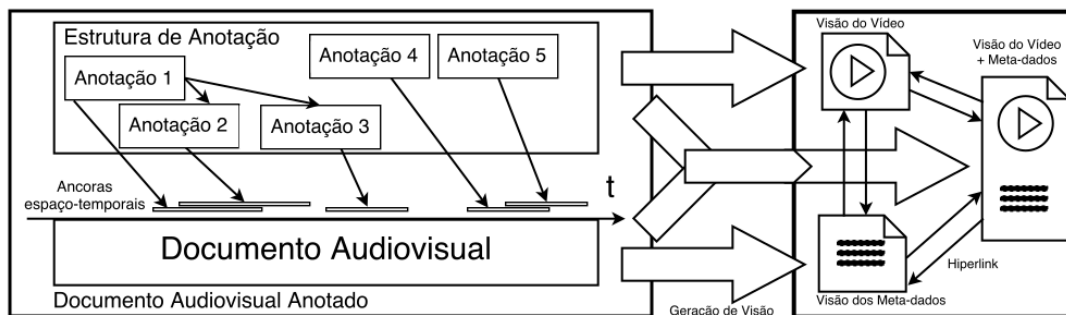 Estrutura de Anotação
Anotação 1
Anotação 2
Anotação 3
Anotação 4
Anotação 5
Ancoras
espaço-temporais
t
Documento Audiovisual
Documento Audiovisual Anotado
Geração de Visão
Visão do Vídeo
Visão do Vídeo
+ Meta-dados
Hiperlink
Visão dos Meta-dados